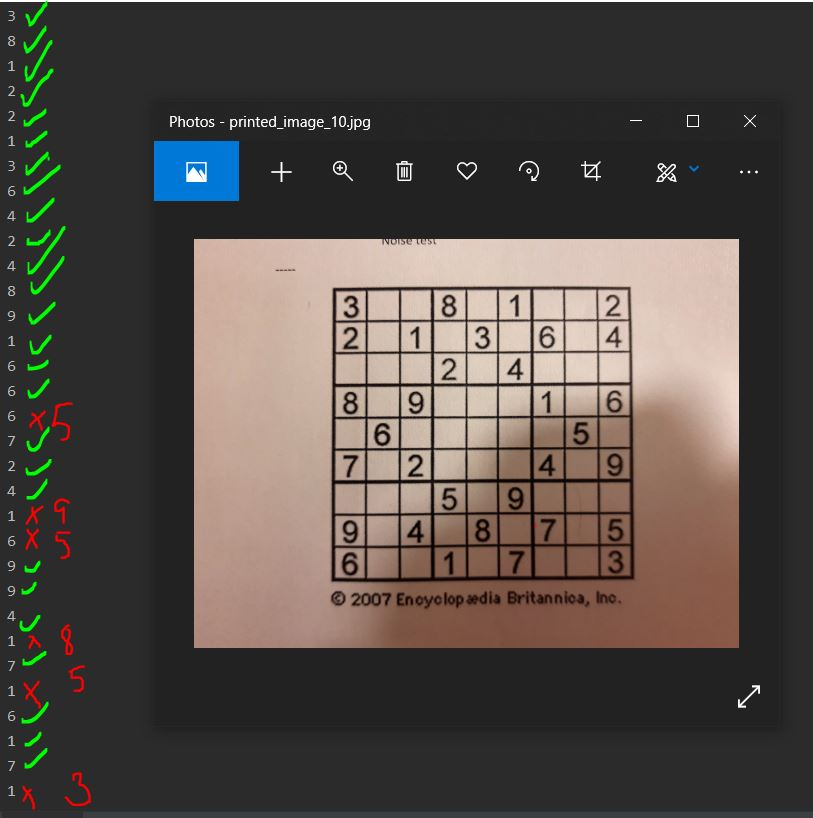 3 ✓
8 ✓
1 ✓
2 ✓
2 ✓
1 ✓
3 ✓
6 ✓
4 ✓
2 ✓
4 ✓
8 ✓
9 ✓
1 ✓
6 ✓
6 ✓
6 x 5
7 ✓
2 ✓
4 ✓
1 x 9
6 x 5
9 ✓
9 ✓
4 ✓
1 x 8
7 ✓
1 x 5
6 ✓
1 ✓
7 ✓
1 x 3
Photos - printed_image_10.jpg
Noise test
-----
3 8 1 2
2 1 3 6 4
2 4
8 9 1 6
6 5
7 2 4 9
5 9
9 4 8 7 5
6 1 7 3
© 2007 Encyclopædia Britannica, Inc.